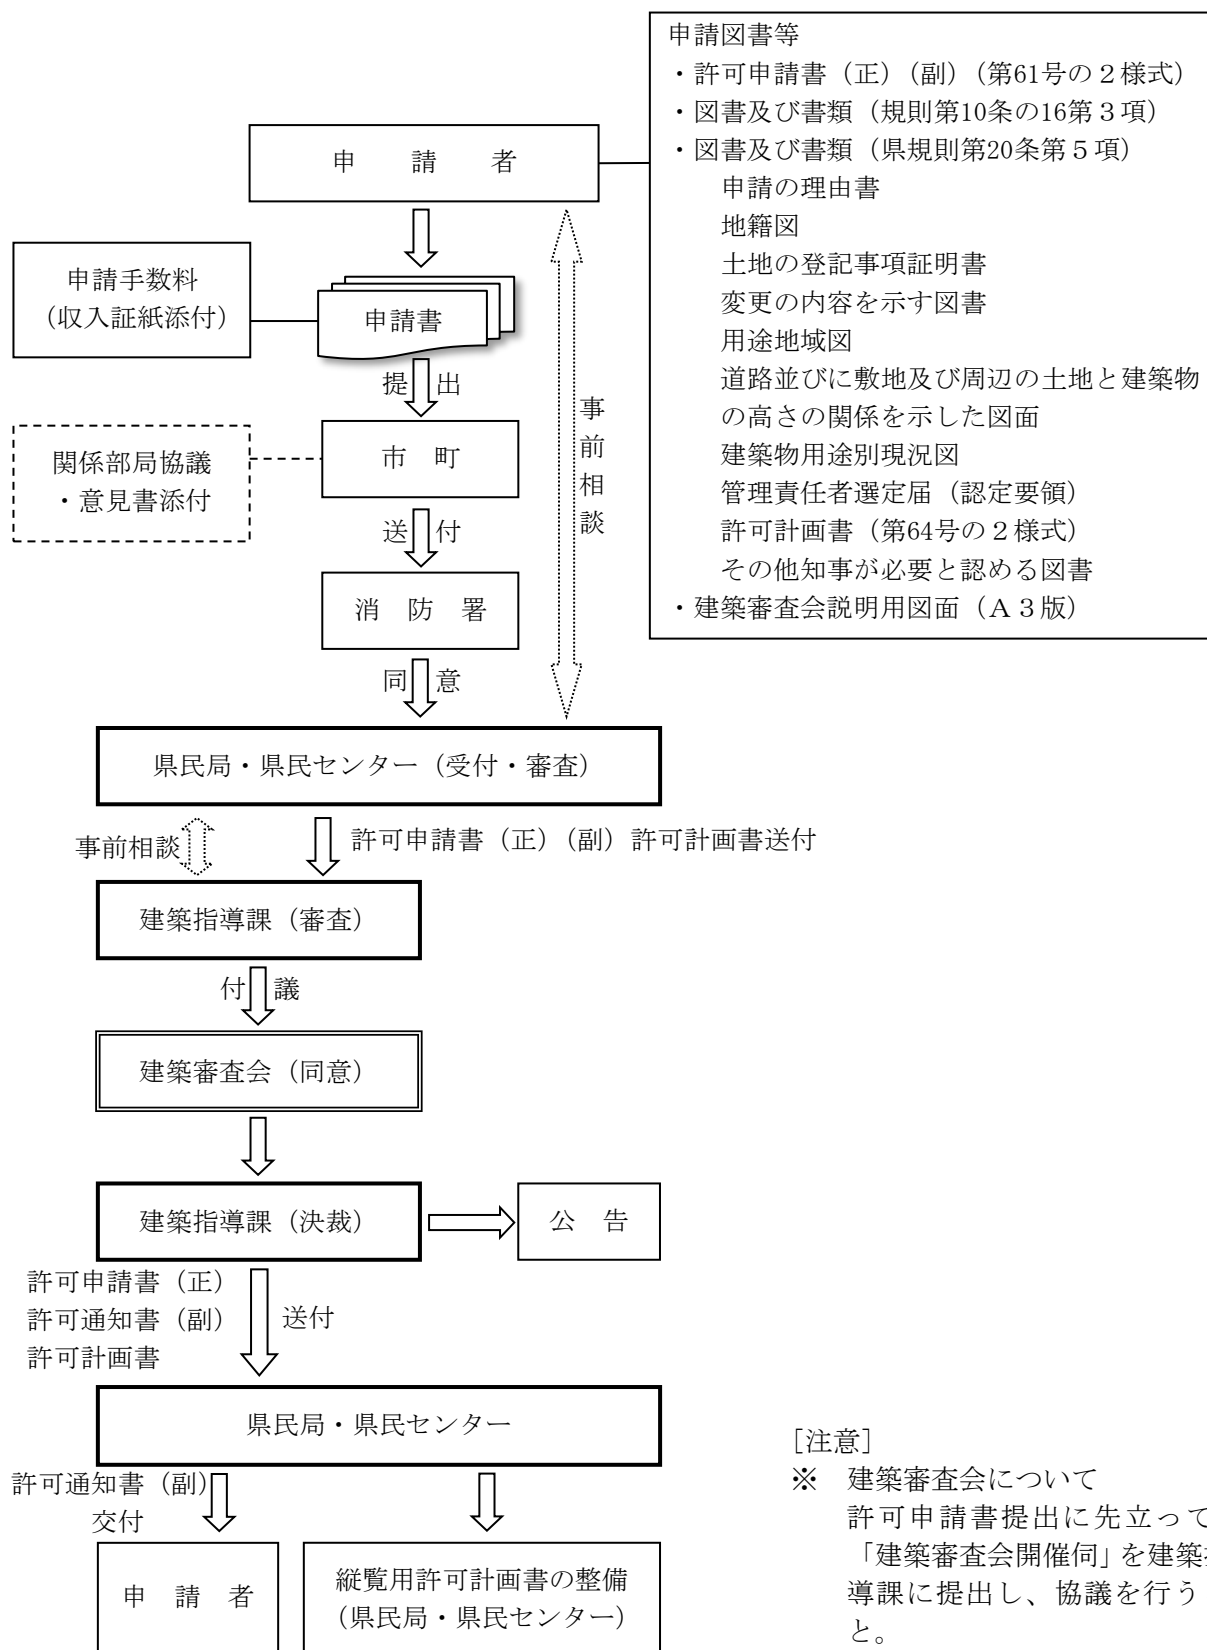 申請図書等
・許可申請書（正）（副）（第61号の２様式）
・図書及び書類（規則第10条の16第３項）
・図書及び書類（県規則第20条第５項）
申請の理由書
地籍図
土地の登記事項証明書
変更の内容を示す図書
用途地域図
道路並びに敷地及び周辺の土地と建築物
の高さの関係を示した図面
建築物用途別現況図
管理責任者選定届（認定要領）
許可計画書（第64号の２様式）
その他知事が必要と認める図書
・建築審査会説明用図面（Ａ３版）
申　請　者
申請手数料
（収入証紙添付）
申請書
提出
事前相談
関係部局協議
・意見書添付
市　町
送付
消　防　署
同意
県民局・県民センター（受付・審査）
事前相談
許可申請書（正）（副）許可計画書送付
建築指導課（審査）
付議
建築審査会（同意）
建築指導課（決裁）
公　告
許可申請書（正）
許可通知書（副）
許可計画書
送付
県民局・県民センター
許可通知書（副）
交付
申　請　者
縦覧用許可計画書の整備
（県民局・県民センター）
［注意］
※　建築審査会について
許可申請書提出に先立って
「建築審査会開催伺」を建築
導課に提出し、協議を行う
と。